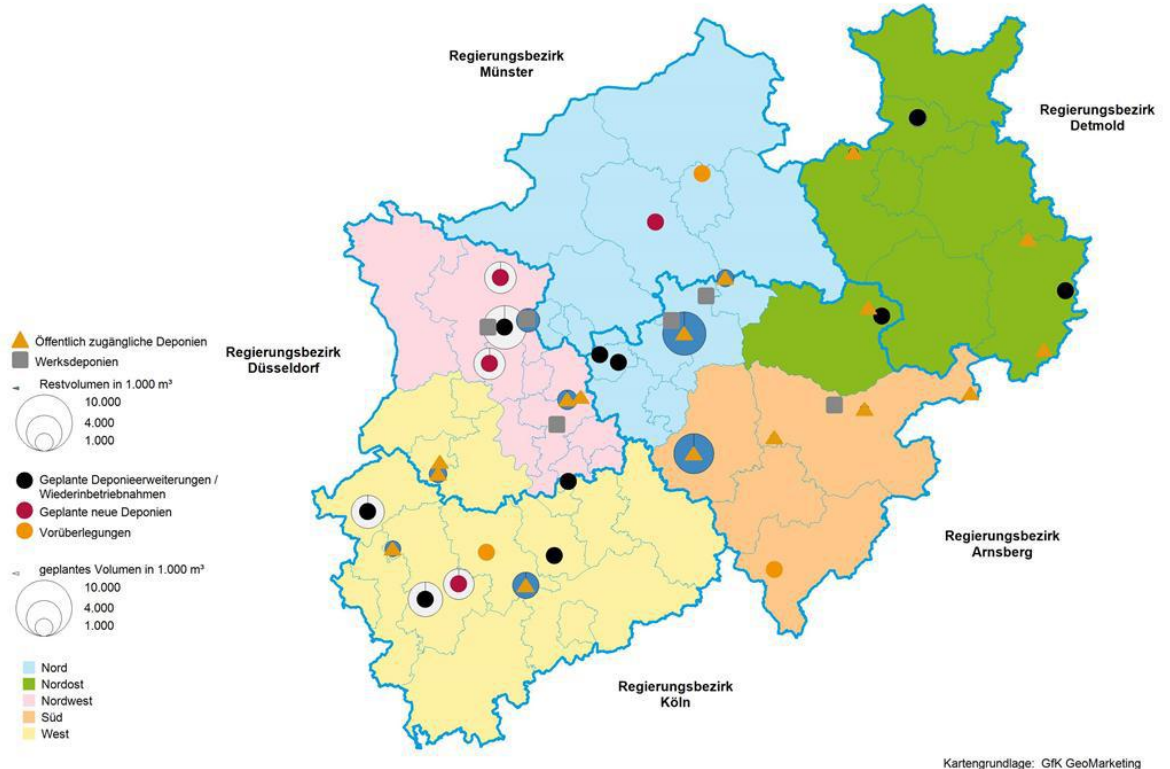 Regierungsbezirk
Münster
Regierungsbezirk
Detmold
Öffentlich zugängliche Deponien
Werksdeponien
Restvolumen in 1.000 m³
10.000
4.000
1.000
Regierungsbezirk
Düsseldorf
Geplante Deponieerweiterungen /
Wiederinbetriebnahmen
Geplante neue Deponien
Vorüberlegungen
geplantes Volumen in 1.000 m³
10.000
4.000
1.000
Regierungsbezirk
Arnsberg
Nord
Nordost
Nordwest
Süd
West
Regierungsbezirk
Köln
Kartengrundlage: GfK GeoMarketing